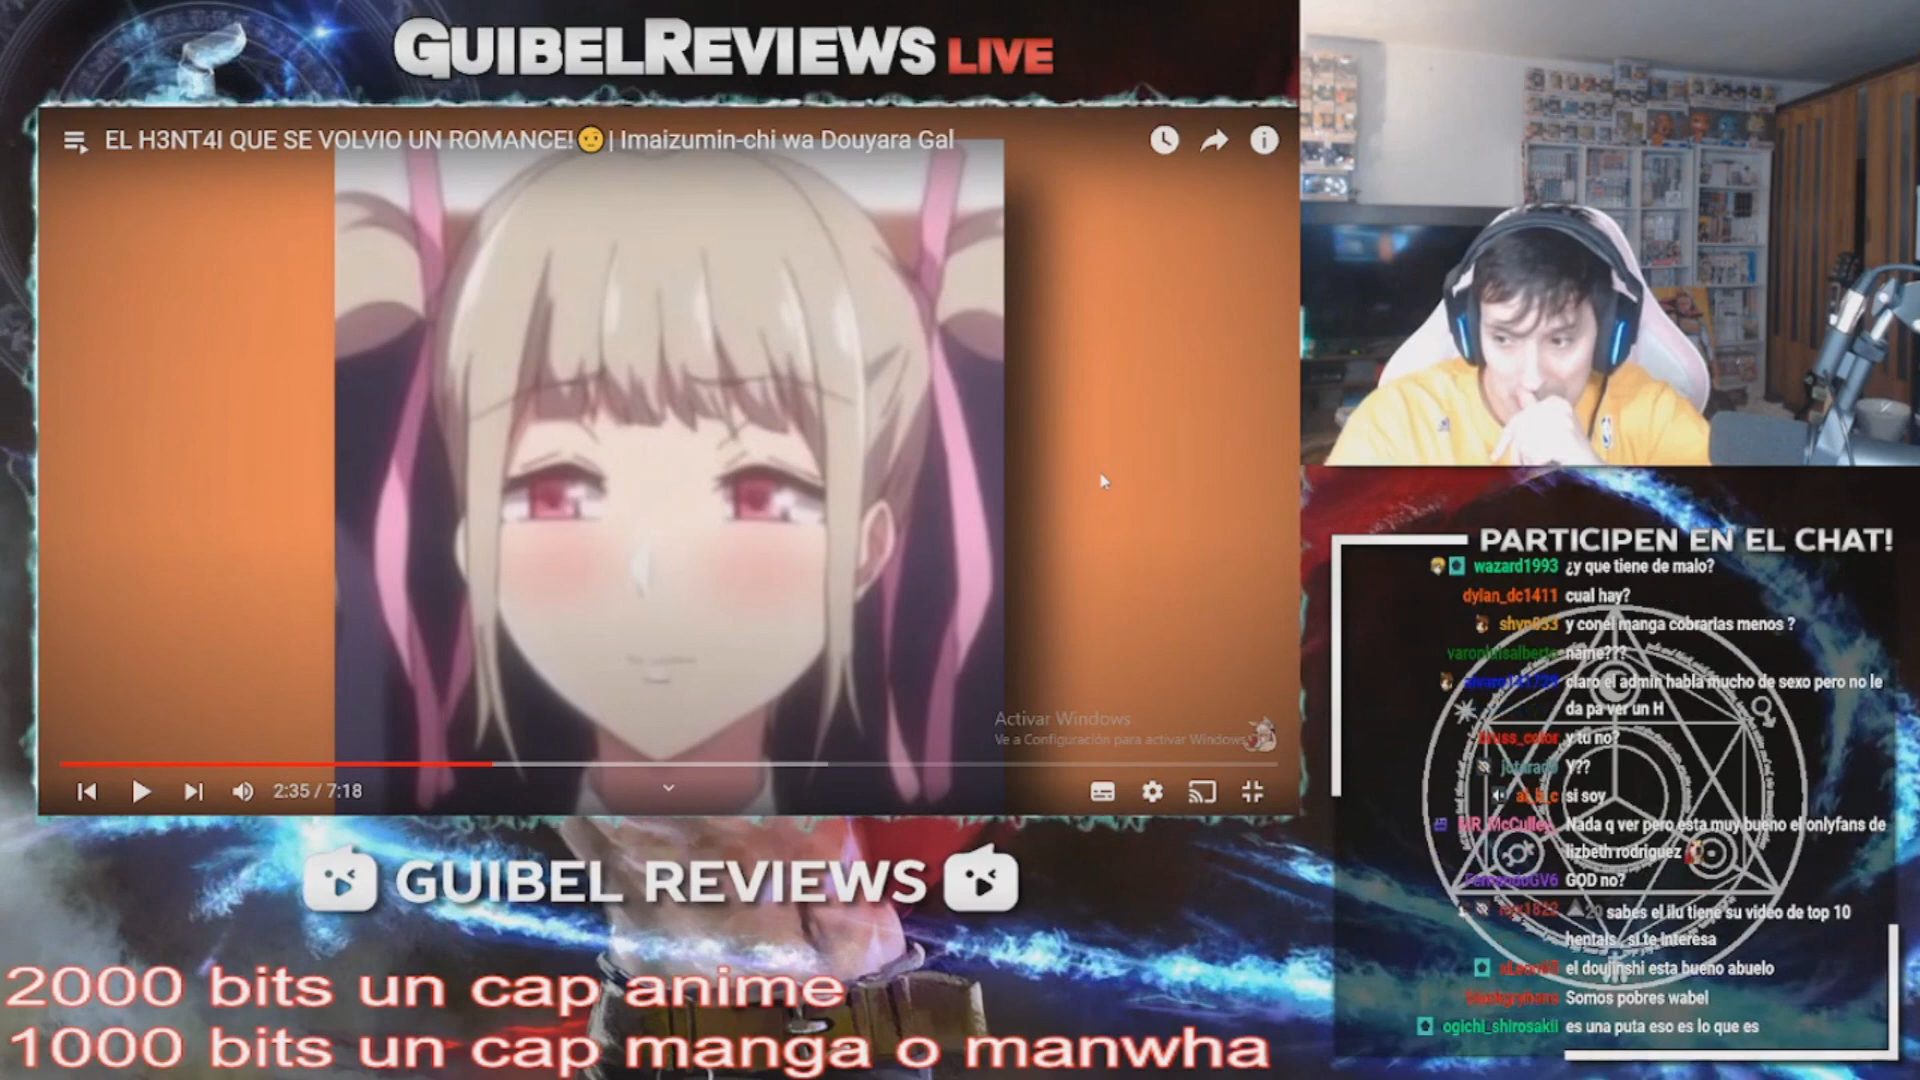 GUIBELREVIEWS LIVE
EL H3NT4I QUE SE VOLVIO UN ROMANCE!🤨| Imaizumin-chi wa Douyara Gal
Activar Windows
Ve a Configuración para activar Windows.
2:35 / 7:18
GUIBEL REVIEWS
2000 bits un cap anime
1000 bits un cap manga o manwha
PARTICIPEN EN EL CHAT!
wazard1993 ¿y que tiene de malo?
dylan_dc1411 cual hay?
y conel manga cobrarias menos ?
name???
claro el admin habla mucho de sexo pero no le
da pa ver un H
y tu no?
Y??
si soy
MR_McCulley Nada q ver pero esta muy bueno el onlyfans de
lizbeth rodriguez
FernandoGV6 GOD no?
sabes el ilu tiene su video de top 10
hentais , si te interesa
el doujinshi esta bueno abuelo
Somos pobres wabel
ogichi_shirosakii es una puta eso es lo que es